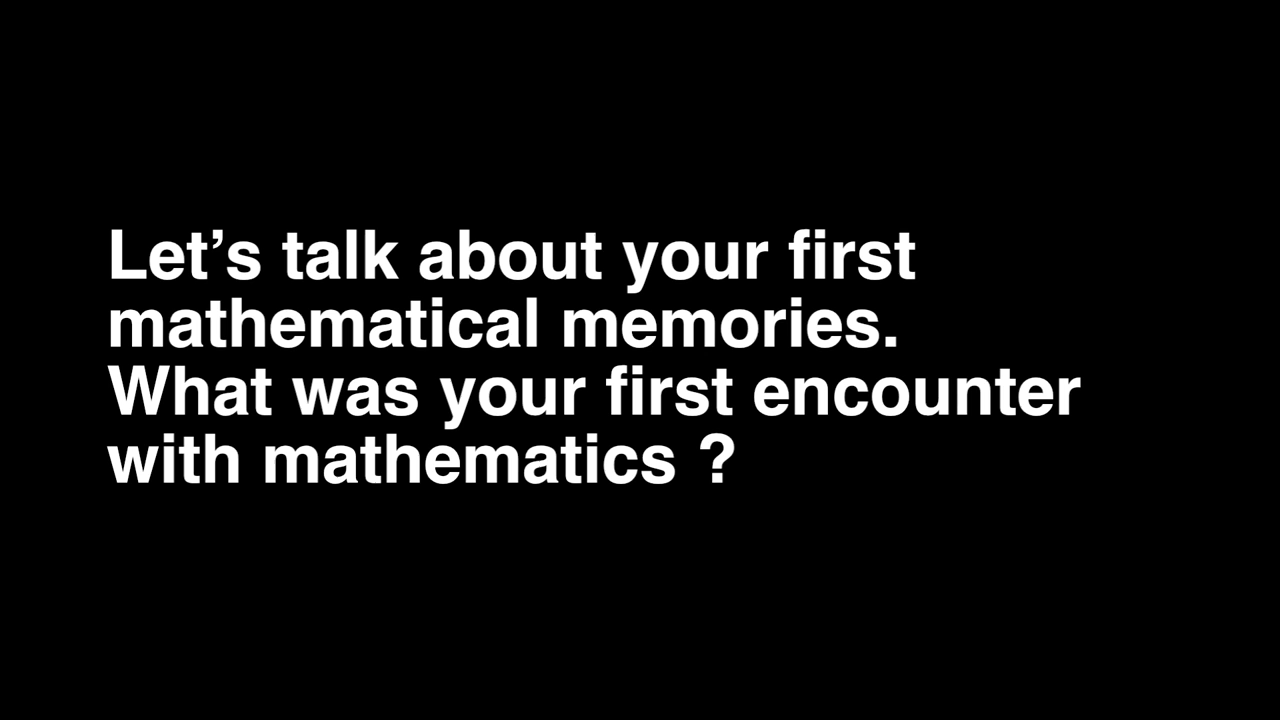 Let’s talk about your first
mathematical memories.
What was your first encounter
with mathematics ?